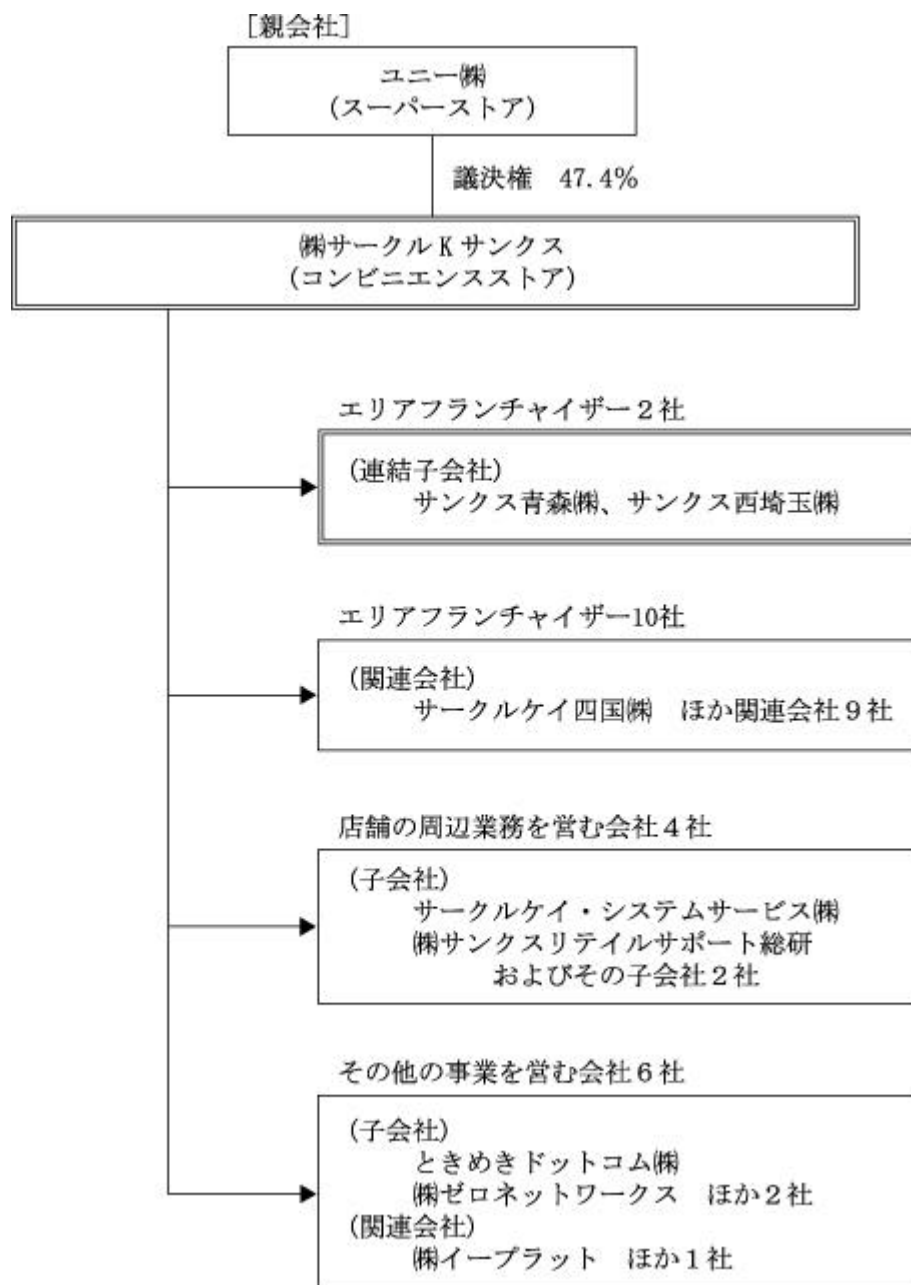 [親会社]
ユニー㈱
(スーパーストア)
議決権　47.4%
㈱サークルKサンクス
(コンビニエンスストア)
エリアフランチャイザー2社
(連結子会社)
サンクス青森㈱、サンクス西埼玉㈱
エリアフランチャイザー10社
(関連会社)
サークルケイ四国㈱　ほか関連会社9社
店舗の周辺業務を営む会社4社
(子会社)
サークルケイ・システムサービス㈱
㈱サンクスリテイルサポート総研
およびその子会社2社
その他の事業を営む会社6社
(子会社)
ときめきドットコム㈱
㈱ゼロネットワークス　ほか2社
(関連会社)
㈱イープラット　ほか1社